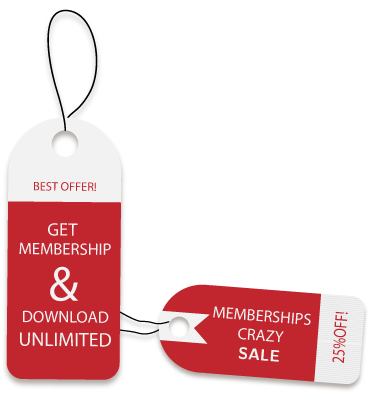 BEST OFFER!
GET
MEMBERSHIP
&
DOWNLOAD
UNLIMITED
MEMBERSHIPS
CRAZY
SALE
25%OFF!